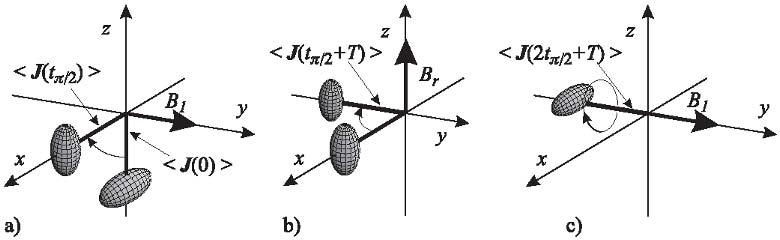 z
< J(tπ/2) >
B1
y
x
< J(0) >
a)
z
< J(tπ/2+T) >
Br
y
x
b)
z
< J(2tπ/2+T) >
B1
y
x
c)